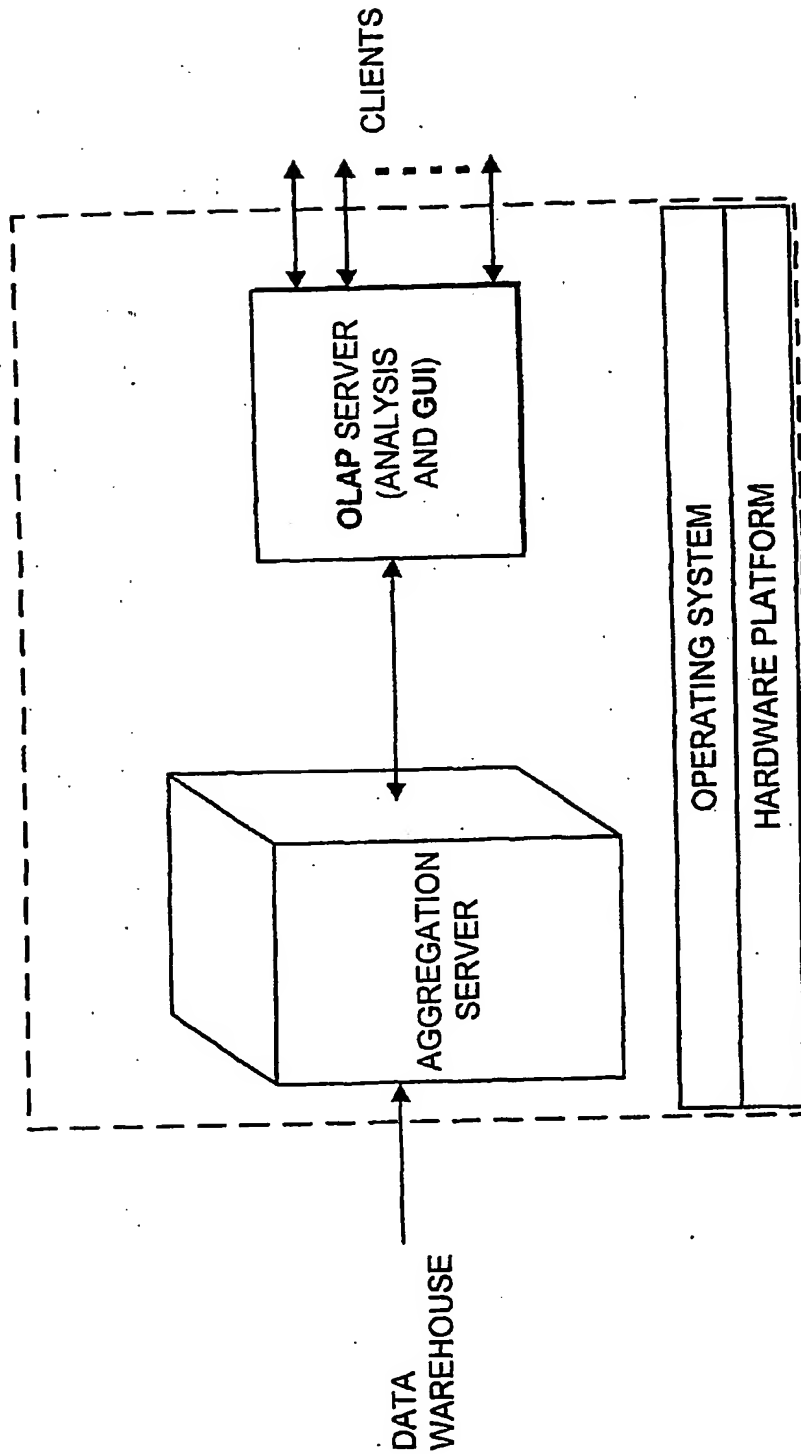 DATA
WAREHOUSE
AGGREGATION
SERVER
OLAP SERVER
(ANALYSIS
AND GUI)
CLIENTS
OPERATING SYSTEM
HARDWARE PLATFORM